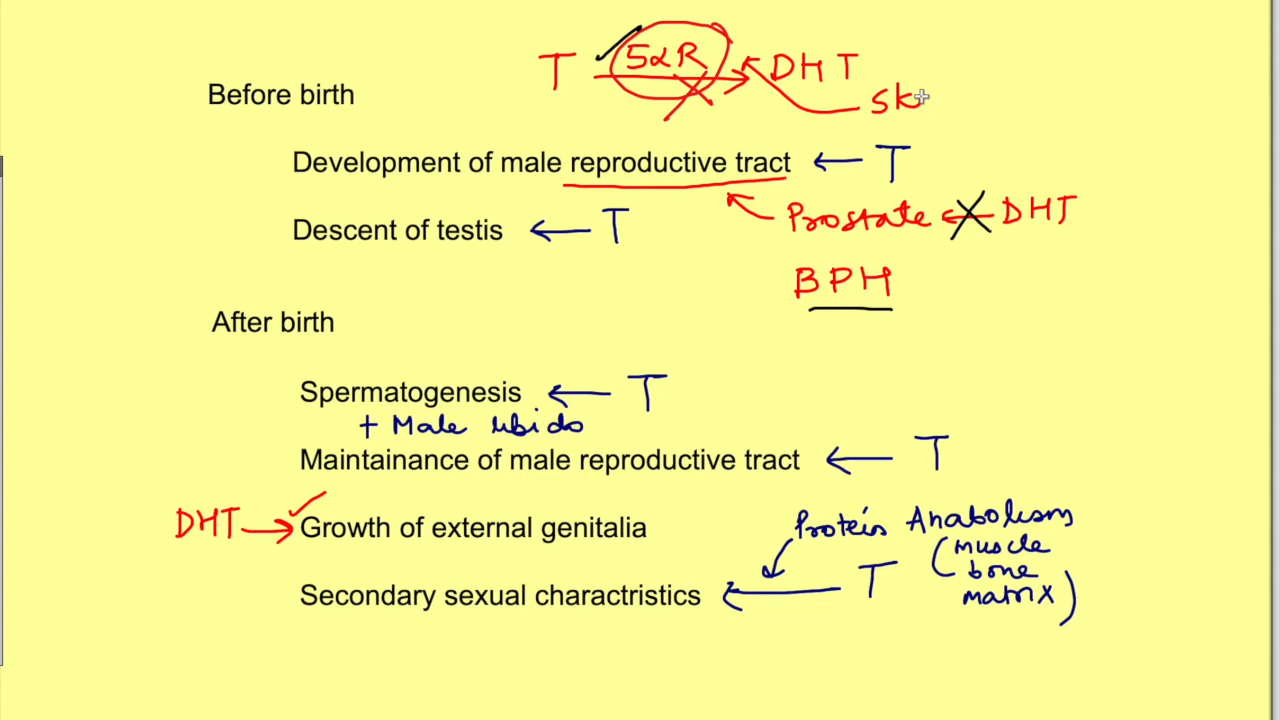 T 5αR DHT
Before birth
Sk
Development of male reproductive tract ← T
Prostate ← DHT
Descent of testis ← T
BPH
After birth
Spermatogenesis ← T
+ Male libido
Maintainance of male reproductive tract ← T
DHT → Growth of external genitalia
Protein Anabolism
(muscle
bone
matrix)
Secondary sexual charactristics ← T